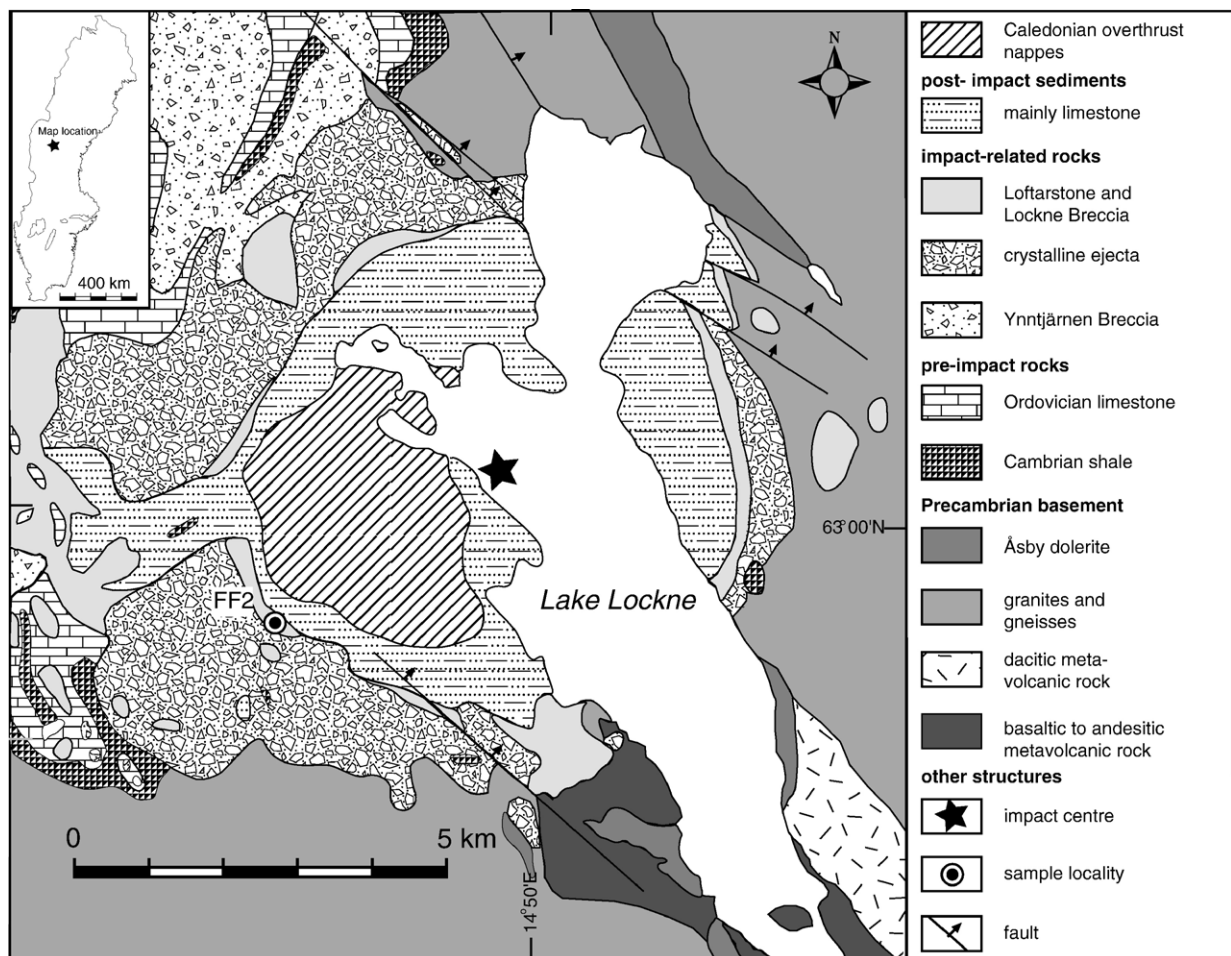 Map location
400 km
N
FF2
Lake Lockne
63°00'N
14°50'E
0
5 km
Caledonian overthrust
nappes
post- impact sediments
mainly limestone
impact-related rocks
Loftarstone and
Lockne Breccia
crystalline ejecta
Ynntjärnen Breccia
pre-impact rocks
Ordovician limestone
Cambrian shale
Precambrian basement
Åsby dolerite
granites and
gneisses
dacitic meta-
volcanic rock
basaltic to andesitic
metavolcanic rock
other structures
impact centre
sample locality
fault